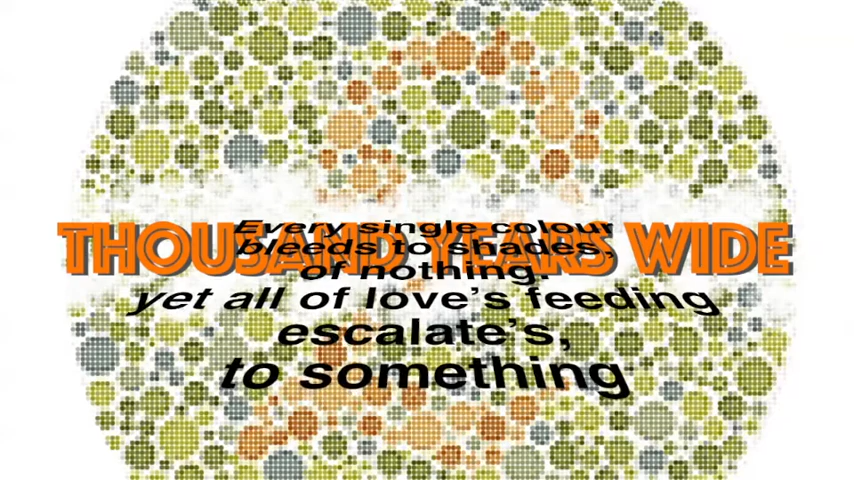 THOUSAND YEARS WIDE
Every single colour
bleeds to shades,
of nothing.
yet all of love's feeding
escalate's,
to something